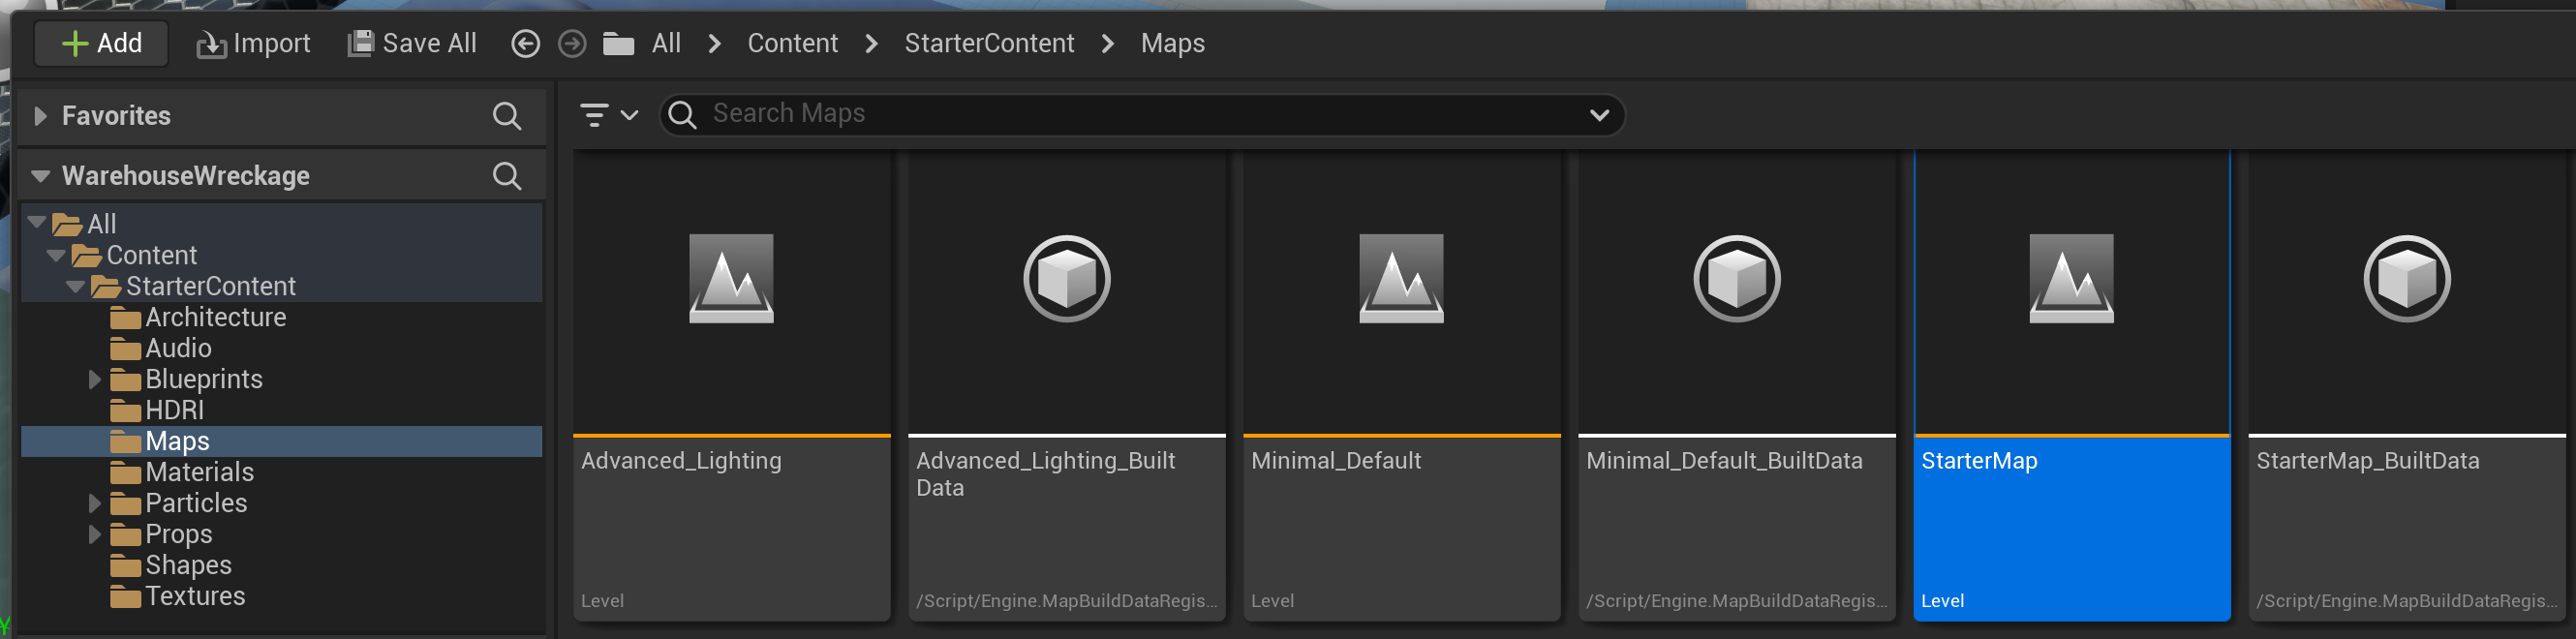 Add Import Save All All Content StarterContent Maps
Favorites
Search Maps
WarehouseWreckage
All
Content
StarterContent
Architecture
Audio
Blueprints
HDRI
Maps
Materials
Particles
Props
Shapes
Textures
Advanced_Lighting
Level
Advanced_Lighting_Built
Data
/Script/Engine.MapBuildDataRegis...
Minimal_Default
Level
Minimal_Default_BuiltData
/Script/Engine.MapBuildDataRegis...
StarterMap
Level
StarterMap_BuiltData
/Script/Engine.MapBuildDataRegis...